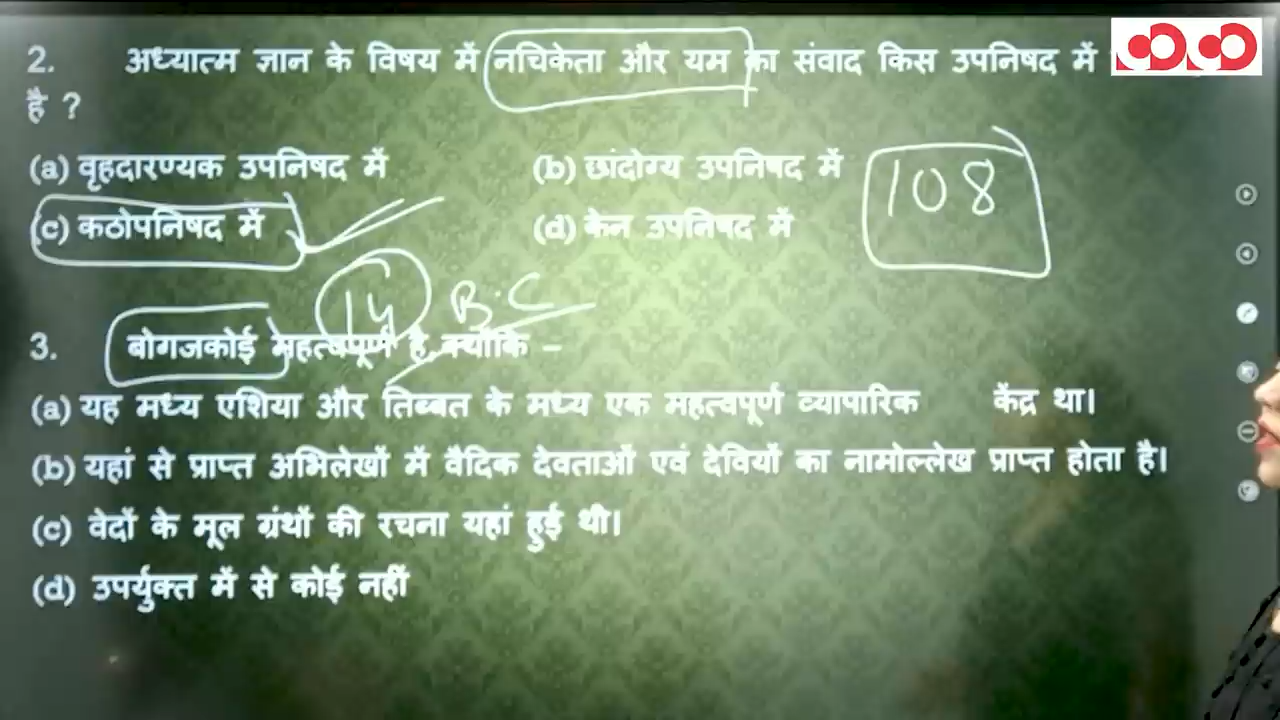 2. अध्यात्म ज्ञान के विषय में नचिकेता और यम का संवाद किस उपनिषद में
है ?
(a) वृहदारण्यक उपनिषद में (b) छांदोग्य उपनिषद में
108
(c) कठोपनिषद में (d) केन उपनिषद में
14 B.C
3. बोगजकोई महत्वपूर्ण है, क्योंकि –
(a) यह मध्य एशिया और तिब्बत के मध्य एक महत्वपूर्ण व्यापारिक केंद्र था।
(b) यहां से प्राप्त अभिलेखों में वैदिक देवताओं एवं देवियों का नामोल्लेख प्राप्त होता है।
(c) वेदों के मूल ग्रंथों की रचना यहां हुई थी।
(d) उपर्युक्त में से कोई नहीं